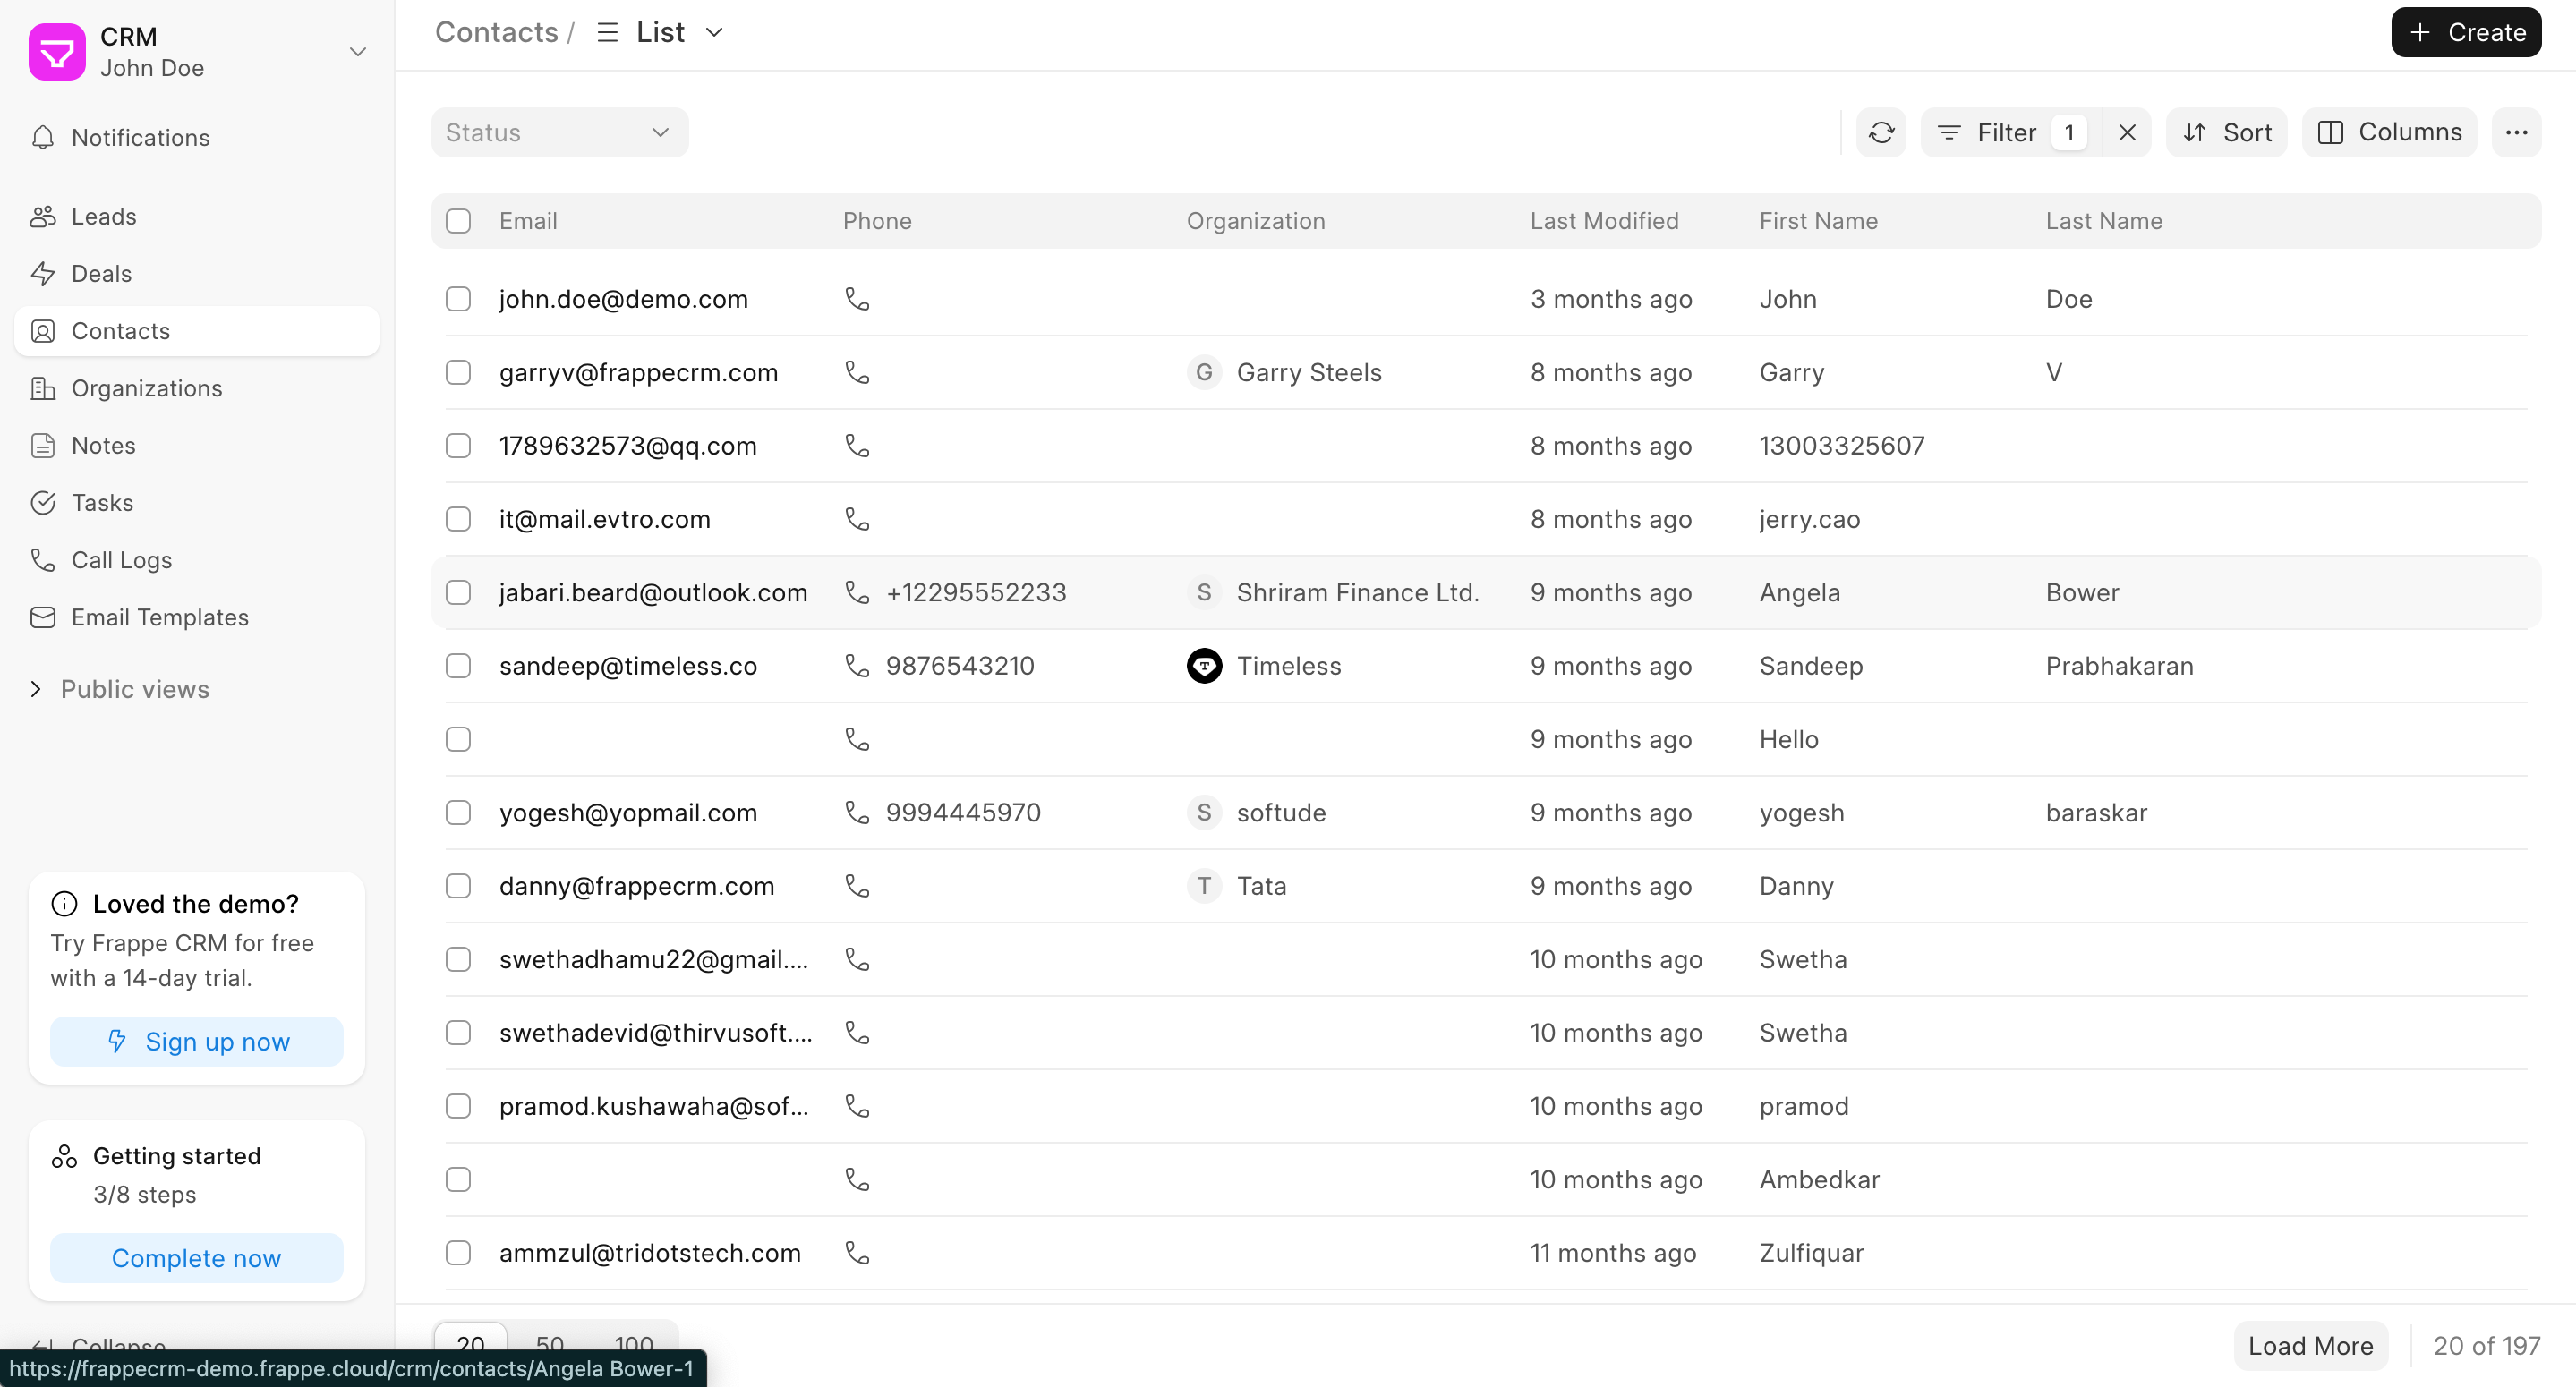 CRM
John Doe
Notifications
Leads
Deals
Contacts
Organizations
Notes
Tasks
Call Logs
Email Templates
Public views
Loved the demo?
Try Frappe CRM for free
with a 14-day trial.
Sign up now
Getting started
3/8 steps
Complete now
Collapse
https://frappecrm-demo.frappe.cloud/crm/contacts/Angela Bower-1
Contacts / List
Create
Status
Filter 1
Sort
Columns
Email Phone Organization Last Modified First Name Last Name
john.doe@demo.com 3 months ago John Doe
garryv@frappecrm.com G Garry Steels 8 months ago Garry V
1789632573@qq.com 8 months ago 13003325607
it@mail.evtro.com 8 months ago jerry.cao
jabari.beard@outlook.com +12295552233 S Shriram Finance Ltd. 9 months ago Angela Bower
sandeep@timeless.co 9876543210 T Timeless 9 months ago Sandeep Prabhakaran
9 months ago Hello
yogesh@yopmail.com 9994445970 S softude 9 months ago yogesh baraskar
danny@frappecrm.com T Tata 9 months ago Danny
swethadhamu22@gmail.... 10 months ago Swetha
swethadevid@thirvusoft.... 10 months ago Swetha
pramod.kushawaha@sof... 10 months ago pramod
10 months ago Ambedkar
ammzul@tridotstech.com 11 months ago Zulfiquar
20 50 100
Load More
20 of 197